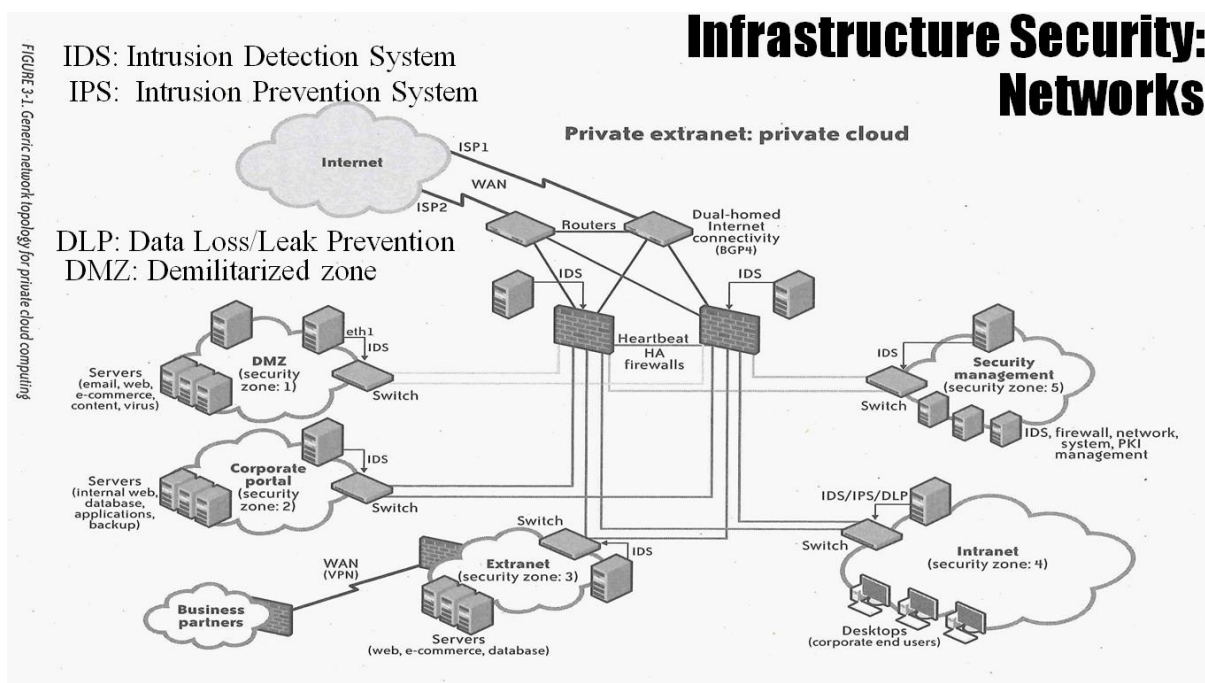 Infrastructure Security:
Networks
IDS: Intrusion Detection System
IPS: Intrusion Prevention System
FIGURE 3-1. Generic network topology for private cloud computing
Private extranet: private cloud
Internet
ISP1
WAN
ISP2
Routers
Dual-homed
Internet
connectivity
(BGP4)
DLP: Data Loss/Leak Prevention
DMZ: Demilitarized zone
IDS
IDS
Heartbeat
HA
firewalls
eth1
IDS
DMZ
(security
zone: 1)
Servers
(email, web,
e-commerce,
content, virus)
Switch
IDS
Security
management
(security zone: 5)
Switch
IDS, firewall, network,
system, PKI
management
IDS
Corporate
portal
(security
zone: 2)
Servers
(internal web,
database,
applications,
backup)
Switch
IDS/IPS/DLP
Switch
Intranet
(security zone: 4)
Desktops
(corporate end users)
Switch
IDS
Extranet
(security zone: 3)
WAN
(VPN)
Business
partners
Servers
(web, e-commerce, database)